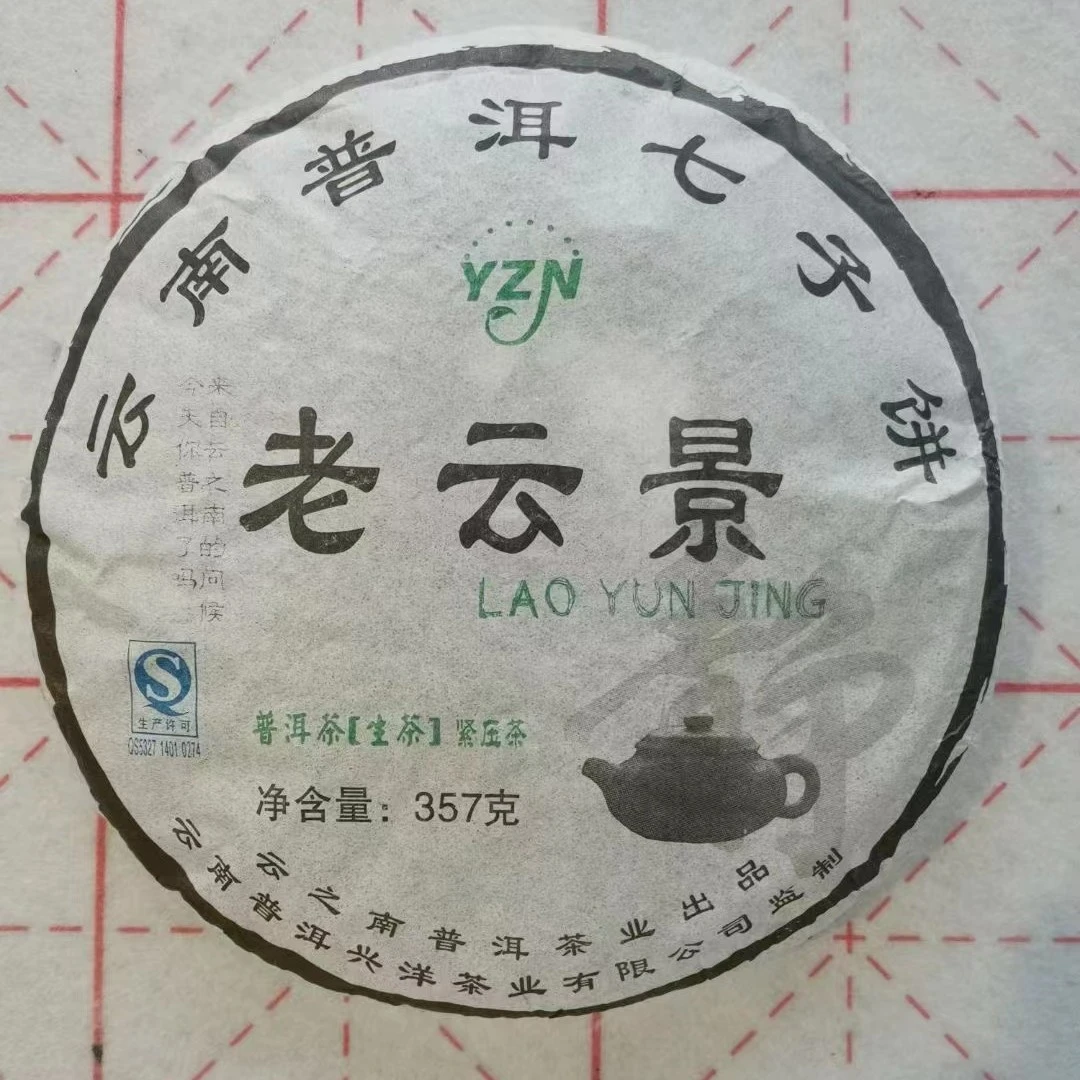 云南普洱七子饼
YZN
来自云之南的问候
今天你普洱了吗
老云景
LAO YUN JING
S
生产许可
QS5327 1401 0274
普洱茶[生茶] 紧压茶
净含量：357克
云之南普洱茶业出品
云南普洱兴洋茶业有限公司监制